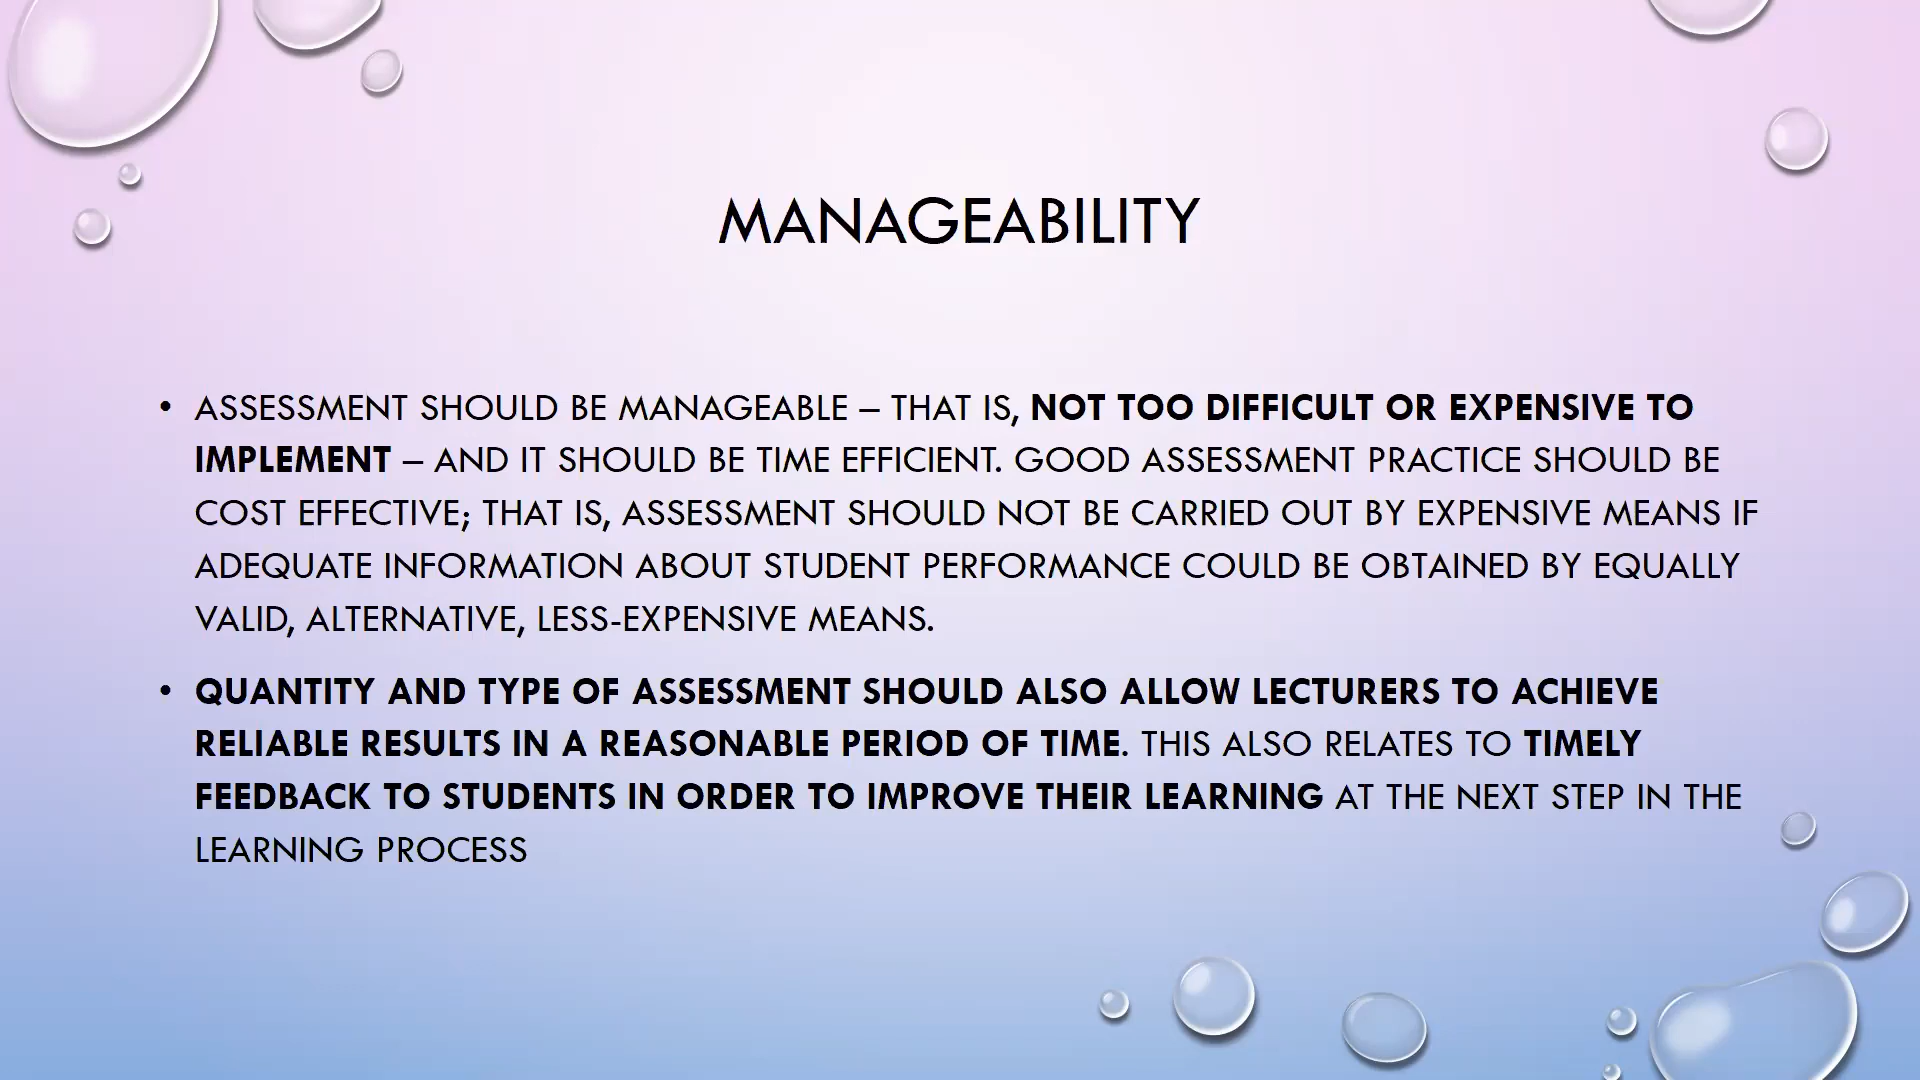 MANAGEABILITY
• ASSESSMENT SHOULD BE MANAGEABLE – THAT IS, NOT TOO DIFFICULT OR EXPENSIVE TO
IMPLEMENT – AND IT SHOULD BE TIME EFFICIENT. GOOD ASSESSMENT PRACTICE SHOULD BE
COST EFFECTIVE; THAT IS, ASSESSMENT SHOULD NOT BE CARRIED OUT BY EXPENSIVE MEANS IF
ADEQUATE INFORMATION ABOUT STUDENT PERFORMANCE COULD BE OBTAINED BY EQUALLY
VALID, ALTERNATIVE, LESS-EXPENSIVE MEANS.
• QUANTITY AND TYPE OF ASSESSMENT SHOULD ALSO ALLOW LECTURERS TO ACHIEVE
RELIABLE RESULTS IN A REASONABLE PERIOD OF TIME. THIS ALSO RELATES TO TIMELY
FEEDBACK TO STUDENTS IN ORDER TO IMPROVE THEIR LEARNING AT THE NEXT STEP IN THE
LEARNING PROCESS